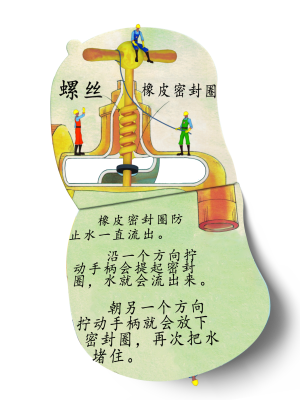 螺丝
橡皮密封圈
橡皮密封圈防
止水一直流出。
沿一个方向拧
动手柄会提起密封
圈，水就会流出来。
朝另一个方向
拧动手柄就会放下
密封圈，再次把水
堵住。